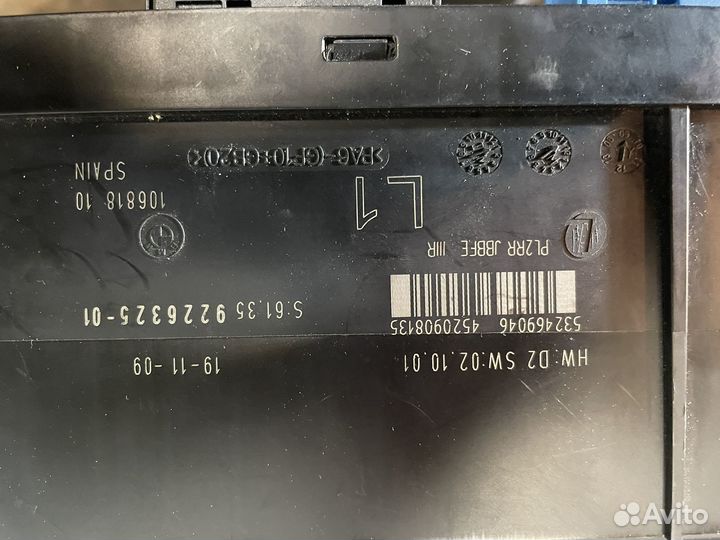 HW: D2 SW:02.10.01
19-11-09
532469046 4520908135
S:61.35 9226325-01
PL2RR JBBFE IIIR
L1
106818 10
SPAIN
>PA6-(GF10+GB20)<
Avito